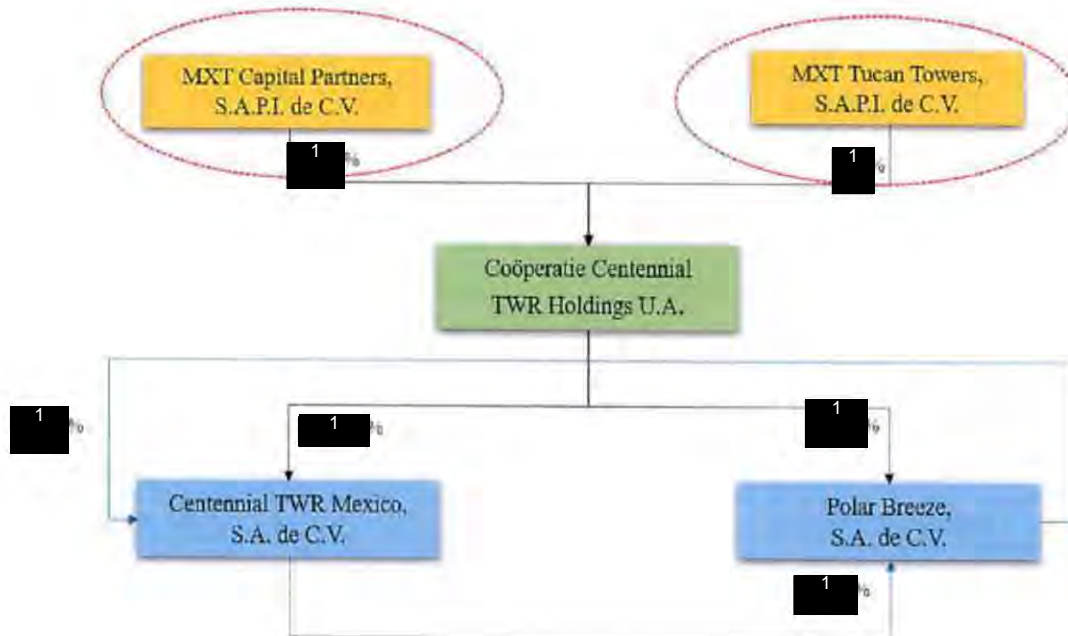 MXT Capital Partners,
S.A.P.I. de C.V.
MXT Tucan Towers,
S.A.P.I. de C.V.
1 %
1 %
Coöperatie Centennial
TWR Holdings U.A.
1 %
1 %
1 %
Centennial TWR Mexico,
S.A. de C.V.
Polar Breeze,
S.A. de C.V.
1 %